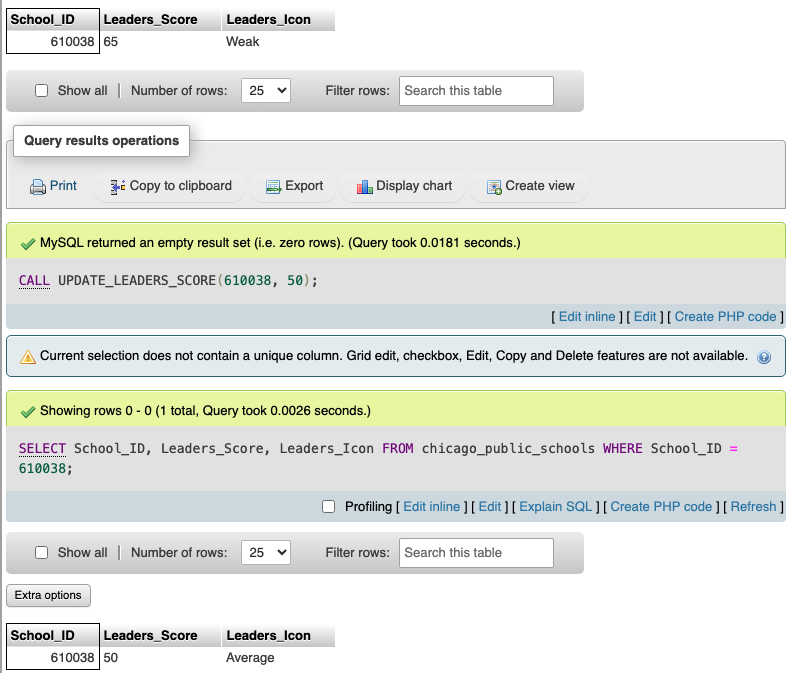 School_ID Leaders_Score Leaders_Icon
610038 65 Weak
Show all | Number of rows: 25 Filter rows: Search this table
Query results operations
Print Copy to clipboard Export Display chart Create view
MySQL returned an empty result set (i.e. zero rows). (Query took 0.0181 seconds.)
CALL UPDATE_LEADERS_SCORE(610038, 50);
[ Edit inline ] [ Edit ] [ Create PHP code ]
Current selection does not contain a unique column. Grid edit, checkbox, Edit, Copy and Delete features are not available.
Showing rows 0 - 0 (1 total, Query took 0.0026 seconds.)
SELECT School_ID, Leaders_Score, Leaders_Icon FROM chicago_public_schools WHERE School_ID =
610038;
Profiling [ Edit inline ] [ Edit ] [ Explain SQL ] [ Create PHP code ] [ Refresh ]
Show all | Number of rows: 25 Filter rows: Search this table
Extra options
School_ID Leaders_Score Leaders_Icon
610038 50 Average